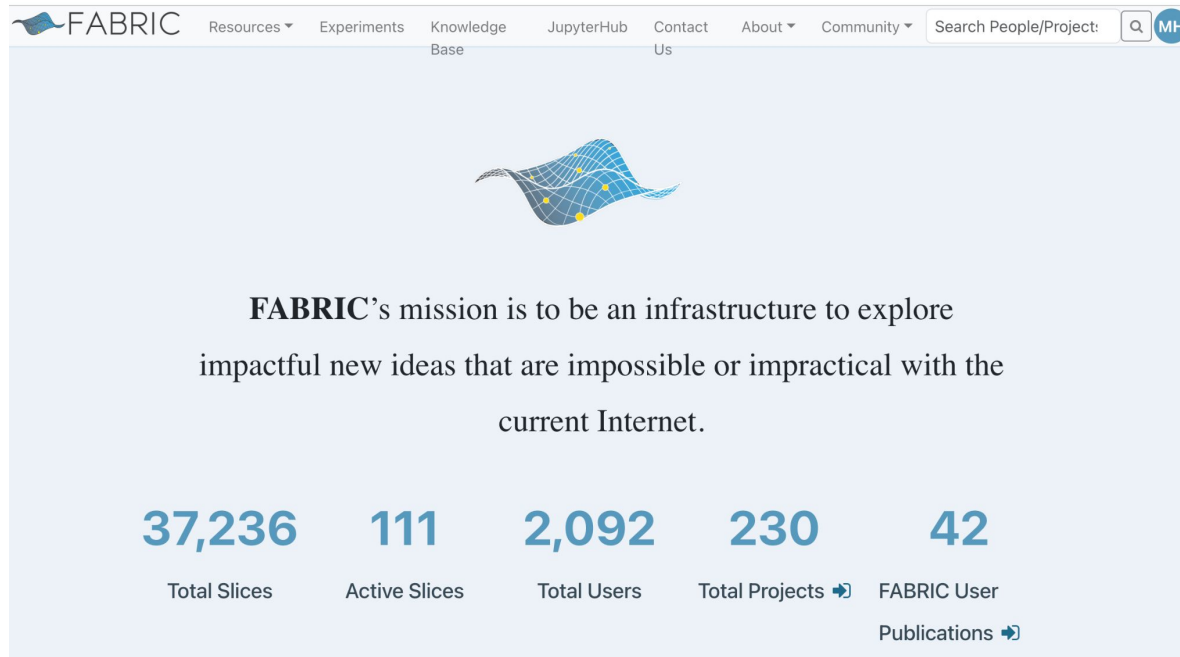 FABRIC Resources Experiments Knowledge Base JupyterHub Contact Us About Community Search People/Project: MH
FABRIC's mission is to be an infrastructure to explore
impactful new ideas that are impossible or impractical with the
current Internet.
37,236 111 2,092 230 42
Total Slices Active Slices Total Users Total Projects FABRIC User
Publications